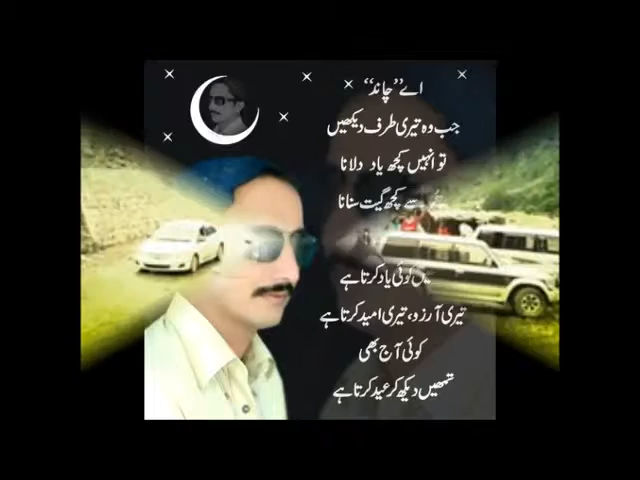 اے ”چاند“
جب وہ تیری طرف دیکھیں
تو انہیں کچھ یاد دلانا
سے کچھ گیت سنانا
کوئی یاد کرتا ہے
تیری آرزو، تیری امید کرتا ہے
کوئی آج بھی
تمھیں دیکھ کر عید کرتا ہے